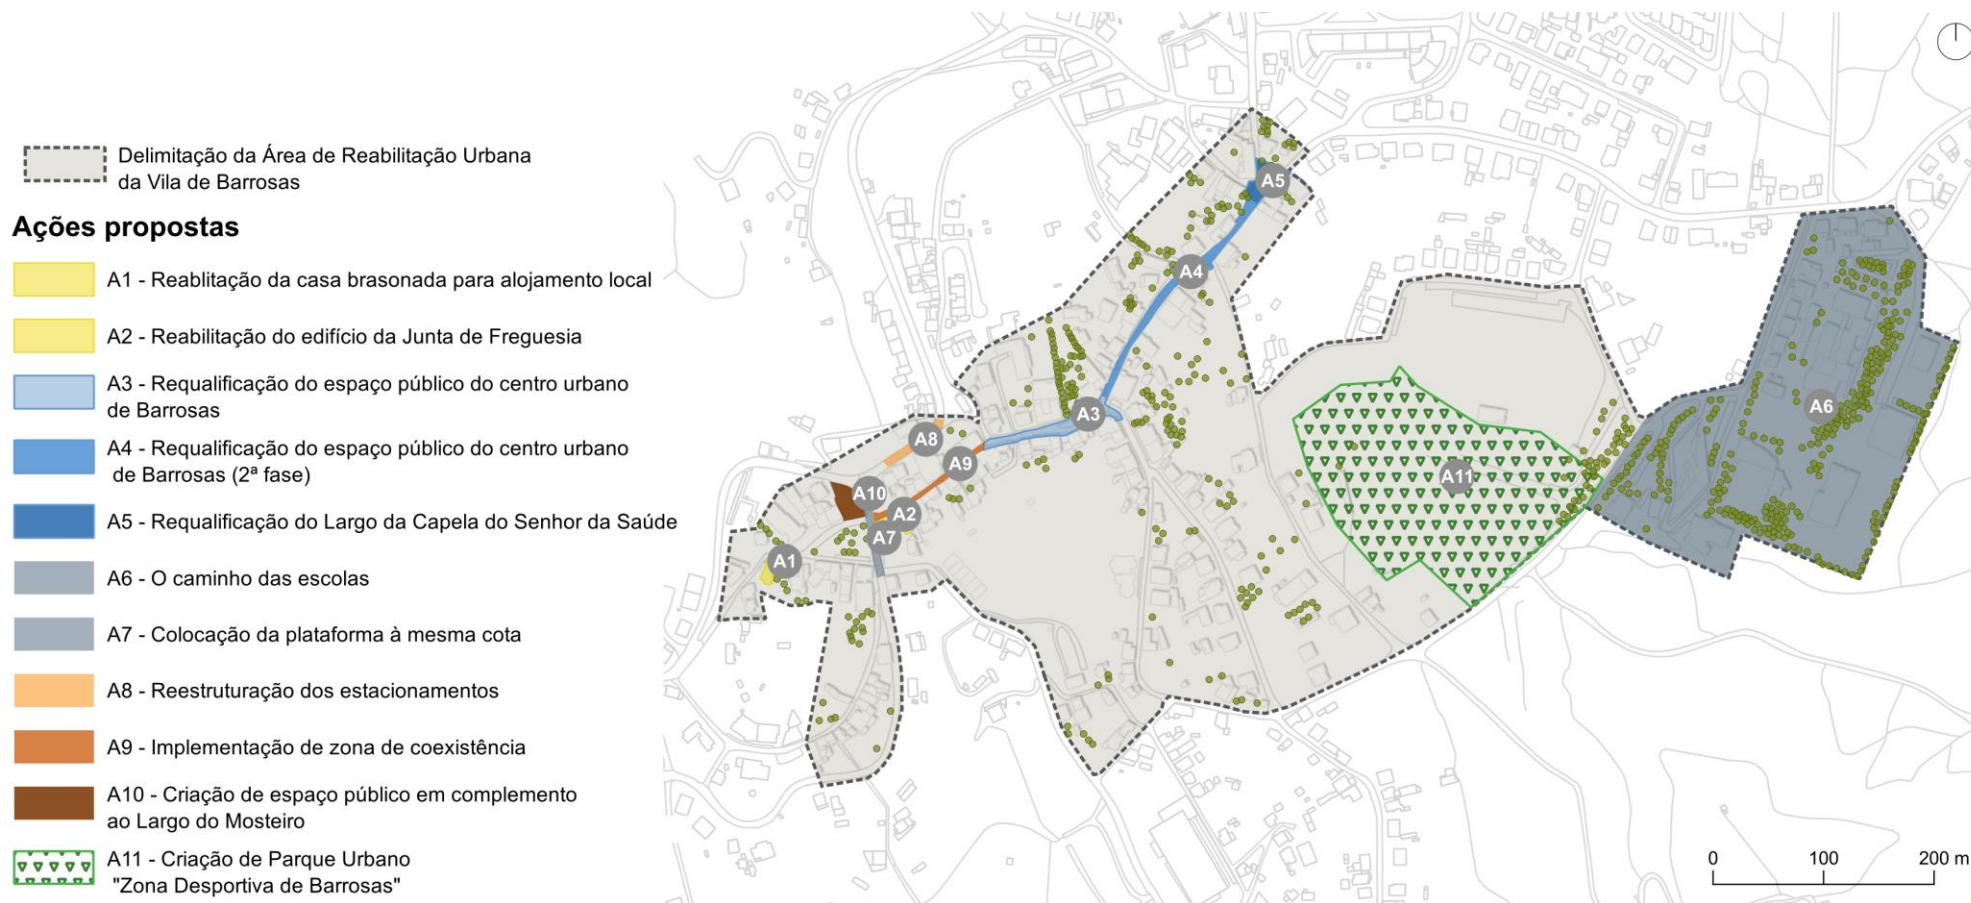 Delimitação da Área de Reabilitação Urbana
da Vila de Barrosas
Ações propostas
A1 - Reablitação da casa brasonada para alojamento local
A2 - Reabilitação do edifício da Junta de Freguesia
A3 - Requalificação do espaço público do centro urbano
de Barrosas
A4 - Requalificação do espaço público do centro urbano
de Barrosas (2ª fase)
A5 - Requalificação do Largo da Capela do Senhor da Saúde
A6 - O caminho das escolas
A7 - Colocação da plataforma à mesma cota
A8 - Reestruturação dos estacionamentos
A9 - Implementação de zona de coexistência
A10 - Criação de espaço público em complemento
ao Largo do Mosteiro
A11 - Criação de Parque Urbano
"Zona Desportiva de Barrosas"
A5
A4
A6
A3
A8
A9
A11
A10
A2
A7
A1
0 100 200 m